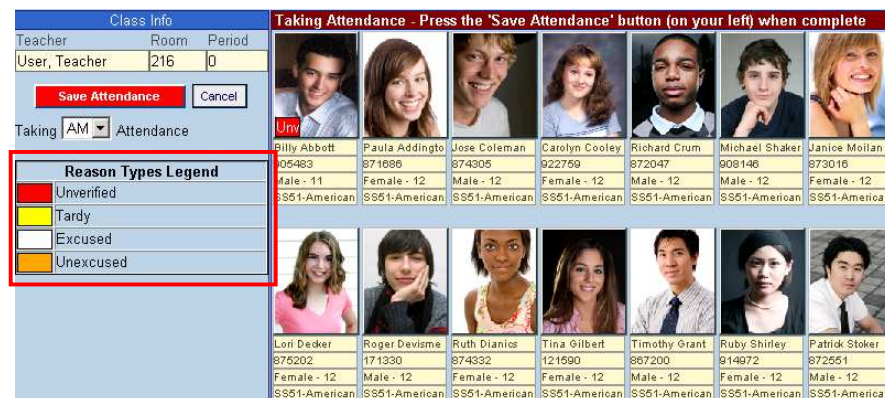 Class Info
Teacher Room Period
User, Teacher 216 0
Save Attendance Cancel
Taking AM Attendance
Reason Types Legend
Unverified
Tardy
Excused
Unexcused
Taking Attendance - Press the 'Save Attendance' button (on your left) when complete
Unv
Billy Abbott Paula Addingto Jose Coleman Carolyn Cooley Richard Crum Michael Shaker Janice Moilan
905483 871686 874305 922759 872047 908146 873016
Male - 11 Female - 12 Male - 12 Female - 12 Male - 12 Male - 12 Female - 12
SS51-American SS51-American SS51-American SS51-American SS51-American SS51-American SS51-America
Lori Decker Roger Devisme Ruth Dianics Tina Gilbert Timothy Grant Ruby Shirley Patrick Stoker
875202 171330 874332 121590 867200 914972 872551
Female - 12 Male - 12 Female - 12 Female - 12 Male - 12 Female - 12 Male - 12
SS51-American SS51-American SS51-American SS51-American SS51-American SS51-American SS51-America